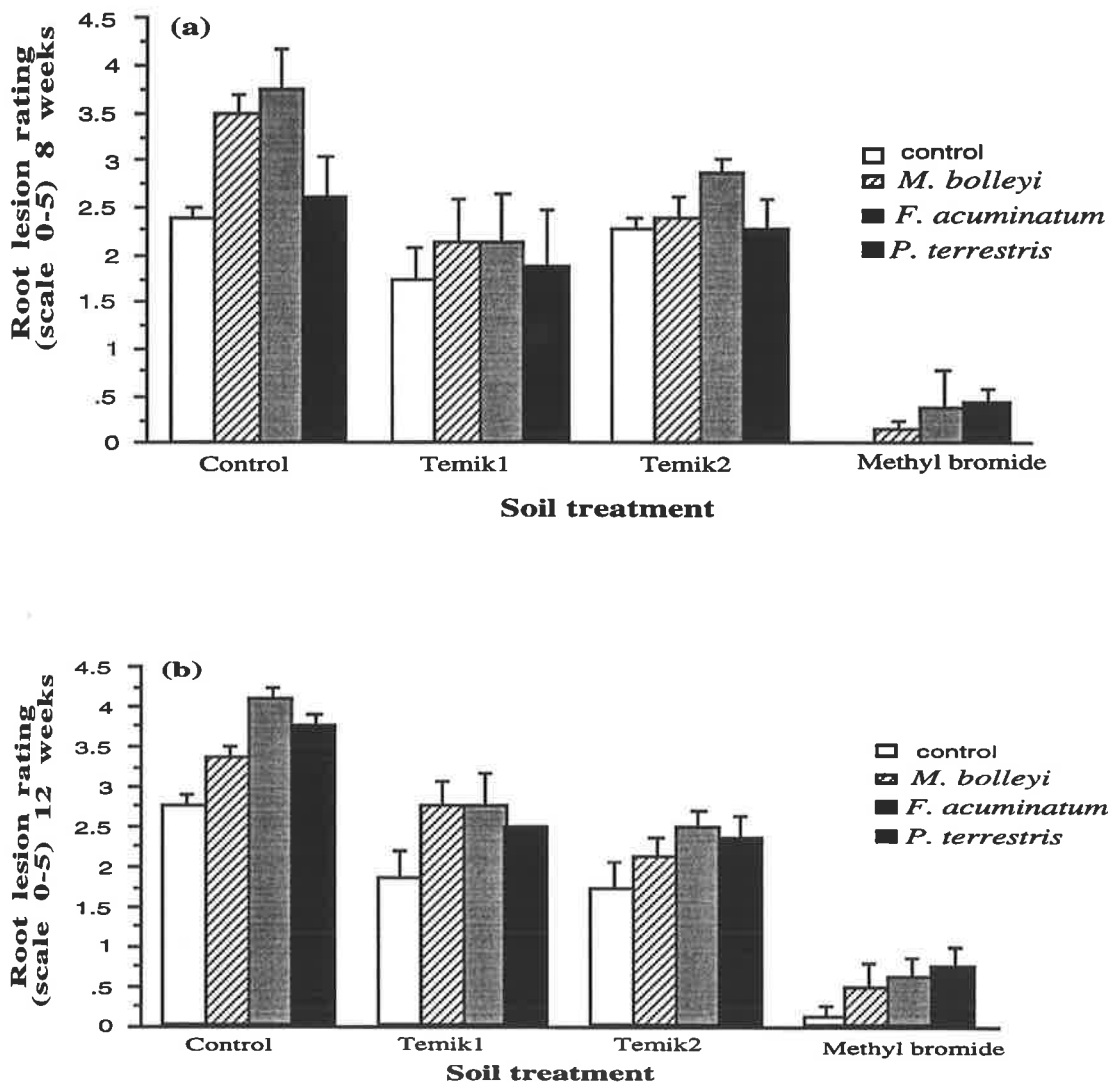 (a)
Root lesion rating
(scale 0-5) 8 weeks
4.5
4
3.5
3
2.5
2
1.5
1
.5
0
control
M. bolleyi
F. acuminatum
P. terrestris
Control Temik1 Temik2 Methyl bromide
Soil treatment
(b)
Root lesion rating
(scale 0-5) 12 weeks
4.5
4
3.5
3
2.5
2
1.5
1
.5
0
control
M. bolleyi
F. acuminatum
P. terrestris
Control Temik1 Temik2 Methyl bromide
Soil treatment